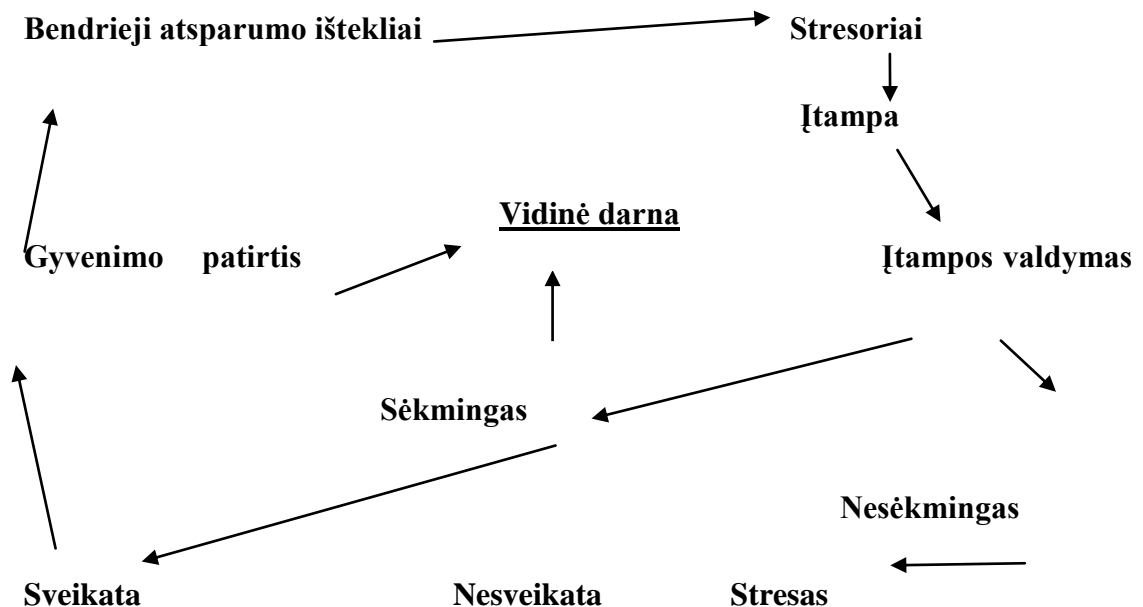 Bendrieji atsparumo ištekliai Stresoriai
Įtampa
Vidinė darna
Gyvenimo patirtis Įtampos valdymas
Sėkmingas
Nesėkmingas
Sveikata Nesveikata Stresas